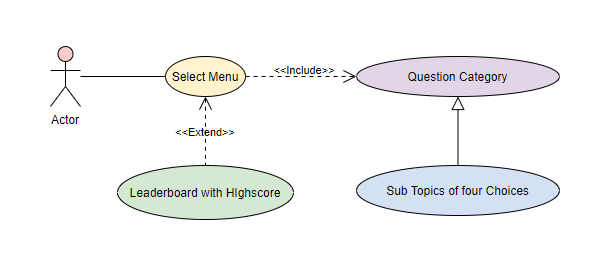 Select Menu
<<Include>>
Question Category
Actor
<<Extend>>
Leaderboard with HIghscore
Sub Topics of four Choices